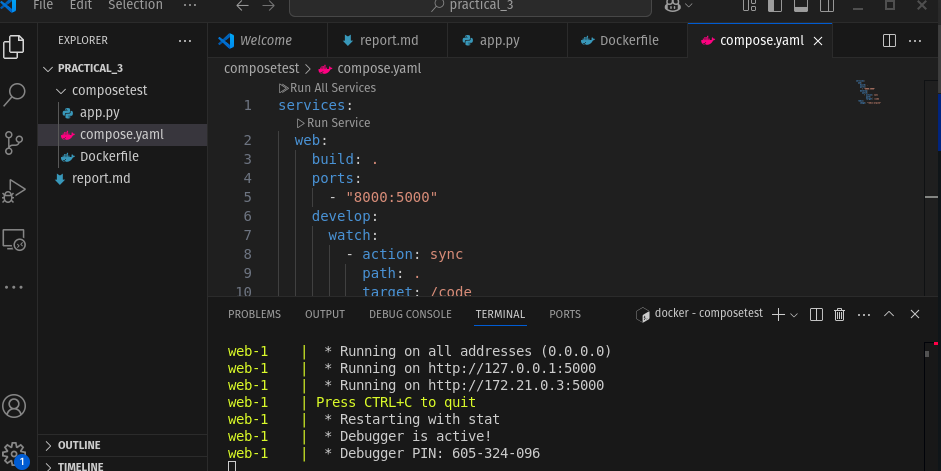 File Edit Selection ... practical_3
EXPLORER ...
Welcome report.md app.py Dockerfile compose.yaml ...
PRACTICAL_3
composetest
app.py
compose.yaml
Dockerfile
report.md
OUTLINE
TIMELINE
1
composetest > compose.yaml
Run All Services
1 services:
Run Service
2 web:
3 build: .
4 ports:
5 - "8000:5000"
6 develop:
7 watch:
8 - action: sync
9 path: .
10 target: /code
PROBLEMS OUTPUT DEBUG CONSOLE TERMINAL PORTS docker - composetest ...
web-1 | * Running on all addresses (0.0.0.0)
web-1 | * Running on http://127.0.0.1:5000
web-1 | * Running on http://172.21.0.3:5000
web-1 | Press CTRL+C to quit
web-1 | * Restarting with stat
web-1 | * Debugger is active!
web-1 | * Debugger PIN: 605-324-096